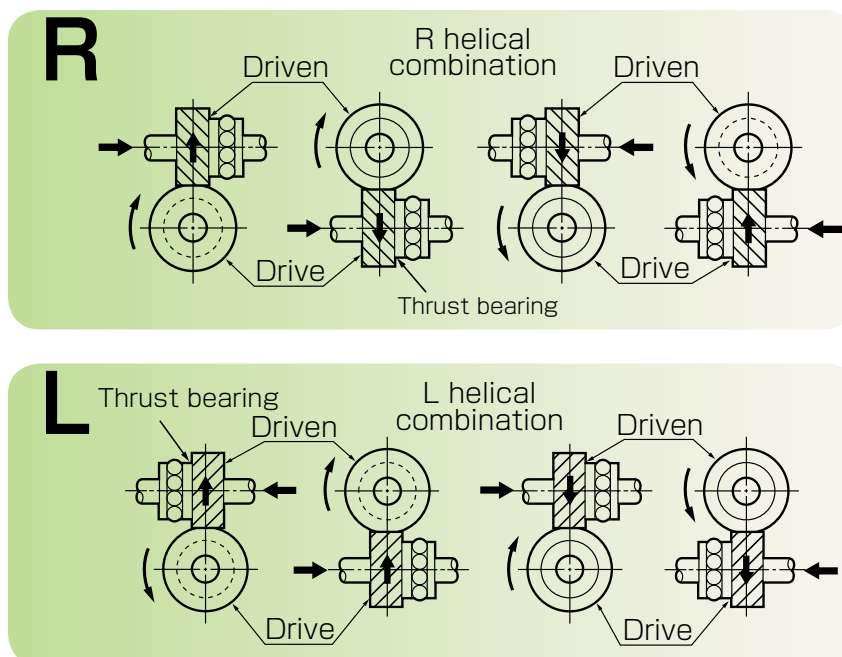 R
R helical
combination
Driven
Driven
Drive
Drive
Thrust bearing
L
Thrust bearing
L helical
combination
Driven
Driven
Drive
Drive